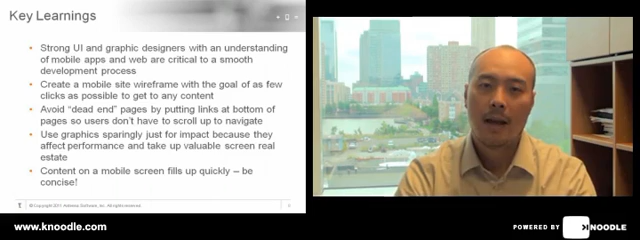 Key Learnings
Strong UI and graphic designers with an understanding
of mobile apps and web are critical to a smooth
development process
Create a mobile site wireframe with the goal of as few
clicks as possible to get to any content
Avoid “dead end” pages by putting links at bottom of
pages so users don’t have to scroll up to navigate
Use graphics sparingly just for impact because they
affect performance and take up valuable screen real
estate
Content on a mobile screen fills up quickly – be
concise!
www.knoodle.com
POWERED BY KNOODLE